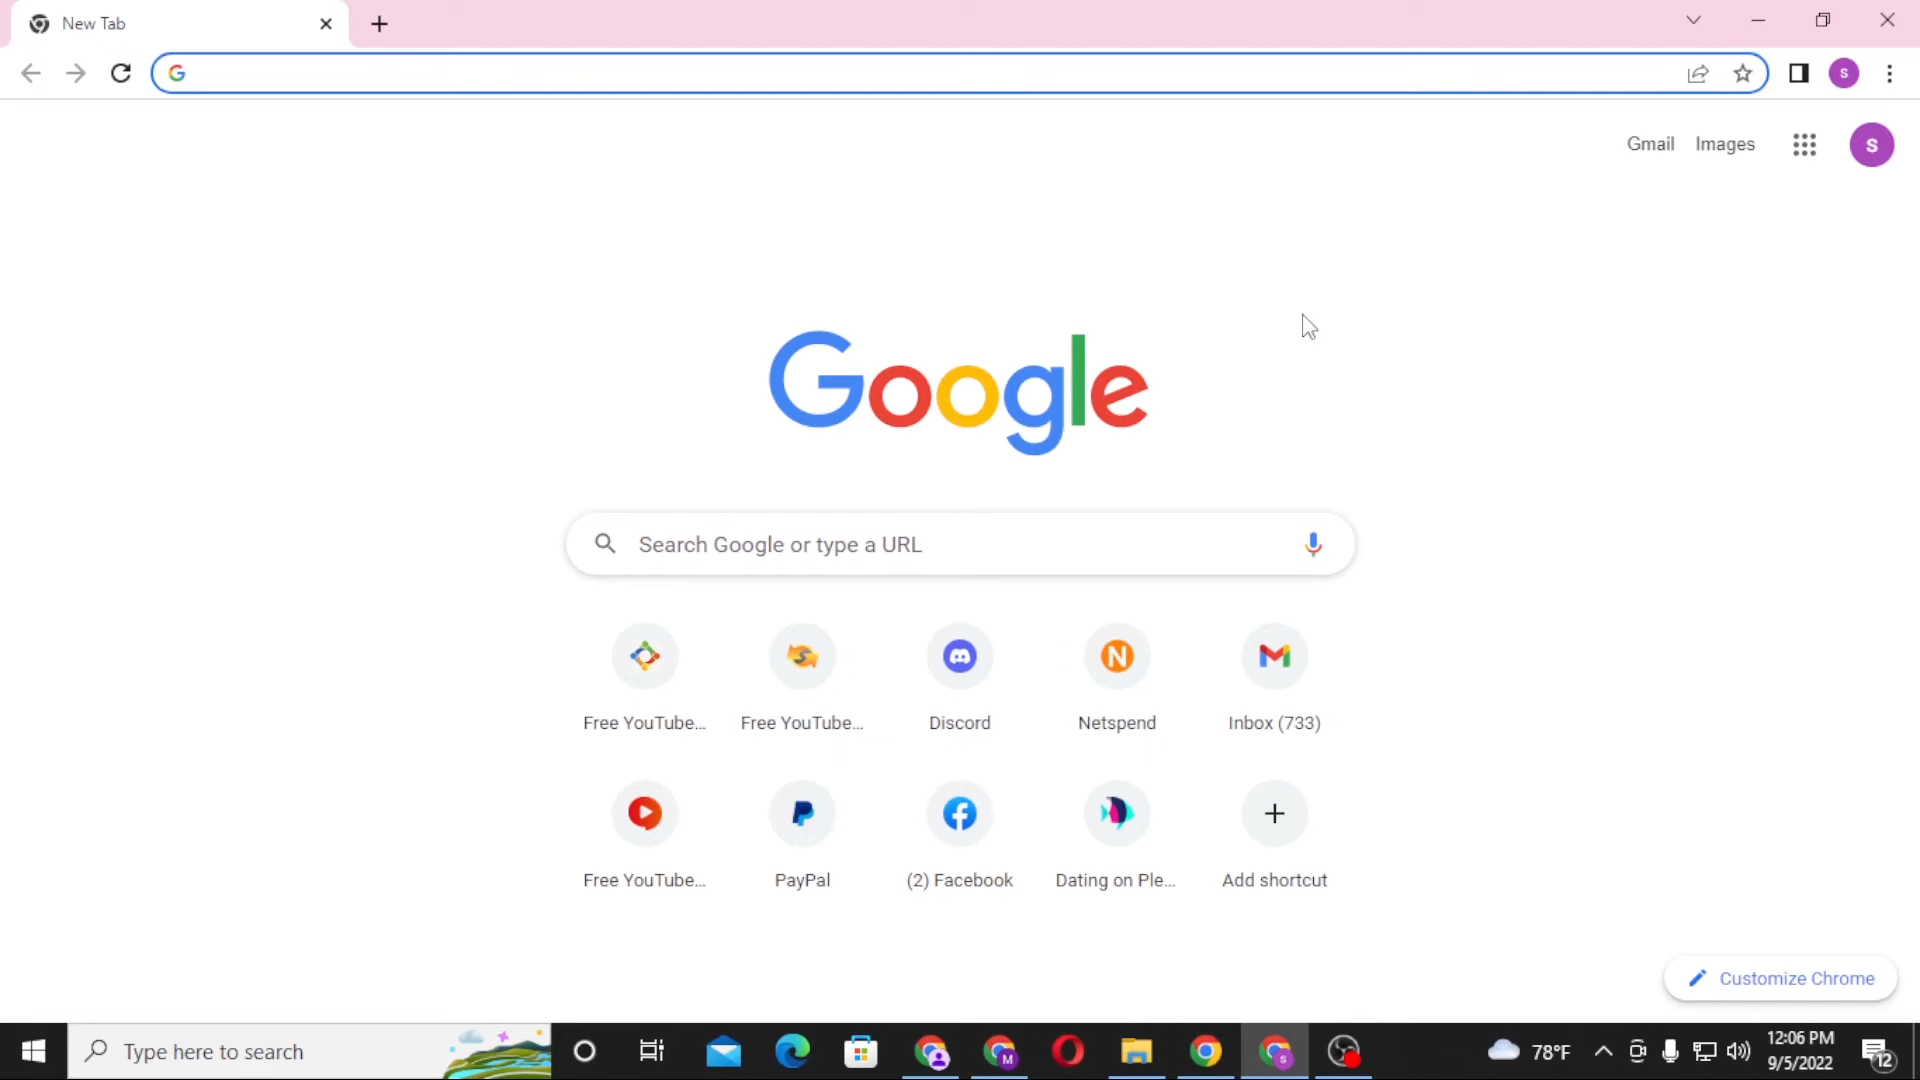 New Tab
S
Gmail Images
S
Google
Search Google or type a URL
Free YouTube... Free YouTube... Discord Netspend Inbox (733)
Free YouTube... PayPal (2) Facebook Dating on Ple... Add shortcut
Customize Chrome
Type here to search
M
S
78°F
12:06 PM
9/5/2022
12